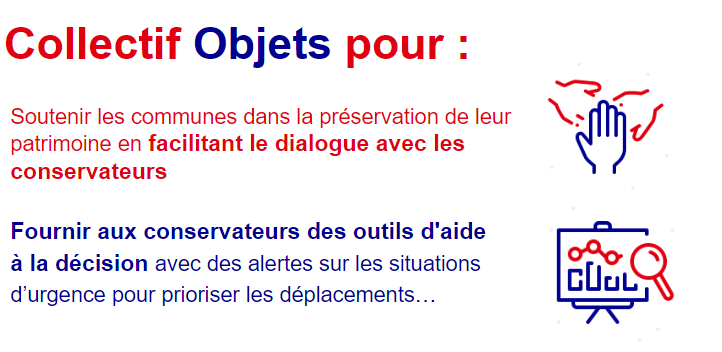 Collectif Objets pour :
Soutenir les communes dans la préservation de leur
patrimoine en facilitant le dialogue avec les
conservateurs
Fournir aux conservateurs des outils d'aide
à la décision avec des alertes sur les situations
d’urgence pour prioriser les déplacements…